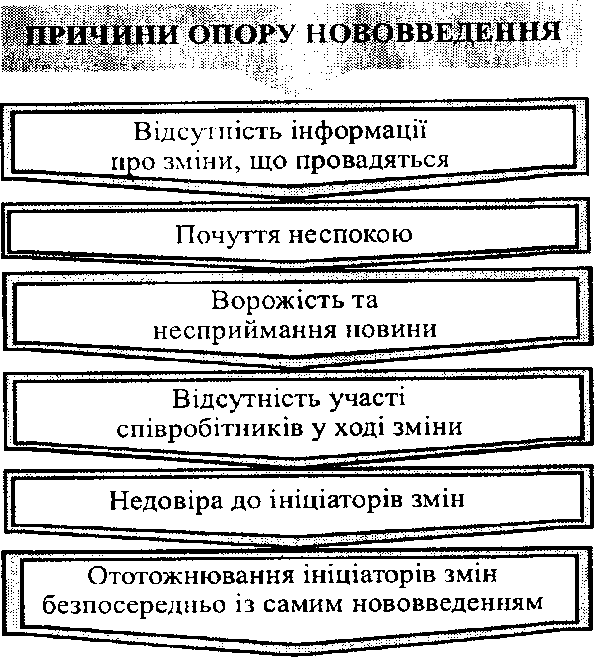 ПРИЧИНИ ОПОРУ НОВОВВЕДЕННЯ
Відсутність інформації
про зміни, що провадяться
Почуття неспокою
Ворожість та
несприймання новини
Відсутність участі
співробітників у ході зміни
Недовіра до ініціаторів змін
Ототожнювання ініціаторів змін
безпосередньо із самим нововведенням